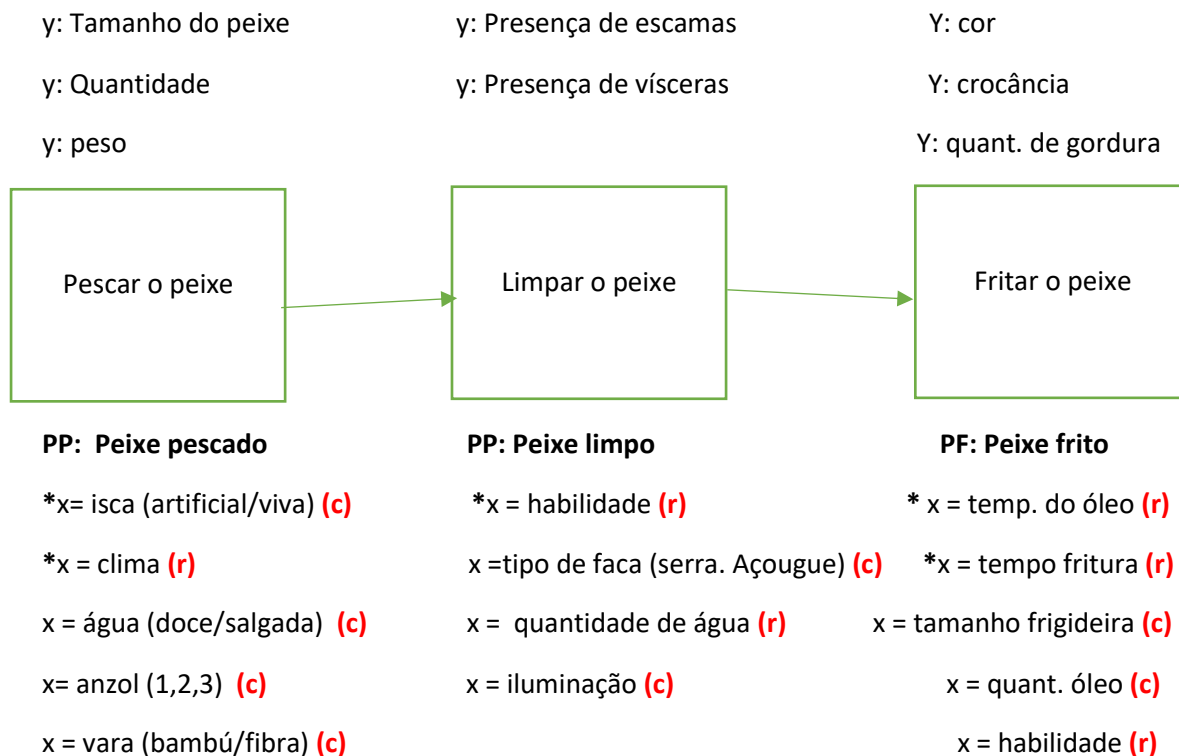 y: Tamanho do peixe
y: Presença de escamas
Y: cor
y: Quantidade
y: Presença de vísceras
Y: crocância
y: peso
Y: quant. de gordura
Pescar o peixe
Limpar o peixe
Fritar o peixe
PP: Peixe pescado
PP: Peixe limpo
PF: Peixe frito
*x= isca (artificial/viva) (c)
*x = habilidade (r)
* x = temp. do óleo (r)
*x = clima (r)
x =tipo de faca (serra. Açougue) (c)
*x = tempo fritura (r)
x = água (doce/salgada) (c)
x = quantidade de água (r)
x = tamanho frigideira (c)
x= anzol (1,2,3) (c)
x = iluminação (c)
x = quant. óleo (c)
x = vara (bambú/fibra) (c)
x = habilidade (r)